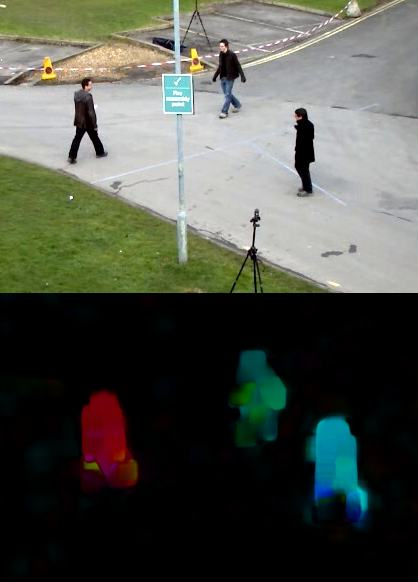 Fire
assembly
point